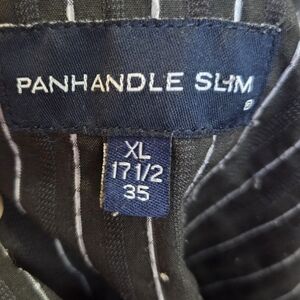 PANHANDLE SLIM
XL
17 1/2
35